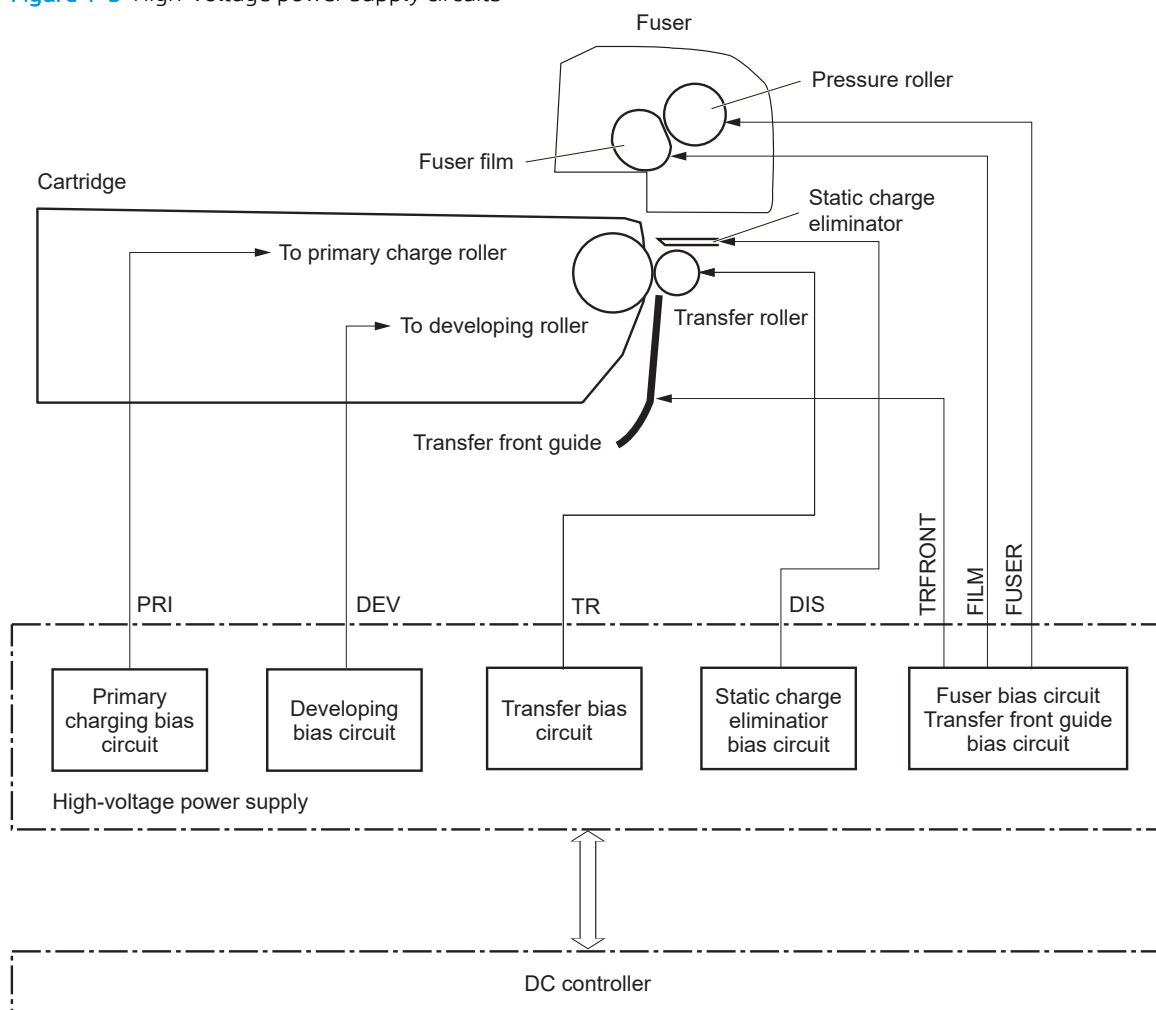 Figure 1-5 High-voltage power supply circuits
Fuser
Pressure roller
Fuser film
Cartridge
Static charge
eliminator
To primary charge roller
Transfer roller
To developing roller
Transfer front guide
PRI
DEV
TR
DIS
TRFRONT
FILM
FUSER
Primary
charging bias
circuit
Developing
bias circuit
Transfer bias
circuit
Static charge
eliminatior
bias circuit
Fuser bias circuit
Transfer front guide
bias circuit
High-voltage power supply
DC controller